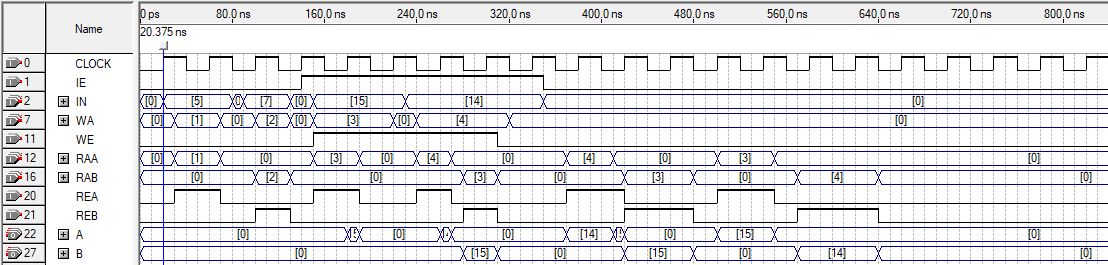 Name
0 ps 80.0 ns 160.0 ns 240.0 ns 320.0 ns 400.0 ns 480.0 ns 560.0 ns 640.0 ns 720.0 ns 800.0 ns
20.375 ns
0 CLOCK
1 IE
2 IN [0] [5] [7] [0] [15] [14] [0]
7 WA [0] [1] [0] [2] [0] [3] [0] [4] [0]
11 WE
12 RAA [0] [1] [0] [3] [0] [4] [0] [4] [0] [3] [0]
16 RAB [0] [2] [0] [3] [0] [3] [0] [4] [0]
20 REA
21 REB
22 A [0] [0] [0] [14] [0] [15] [0]
27 B [0] [15] [0] [15] [0] [14] [0]